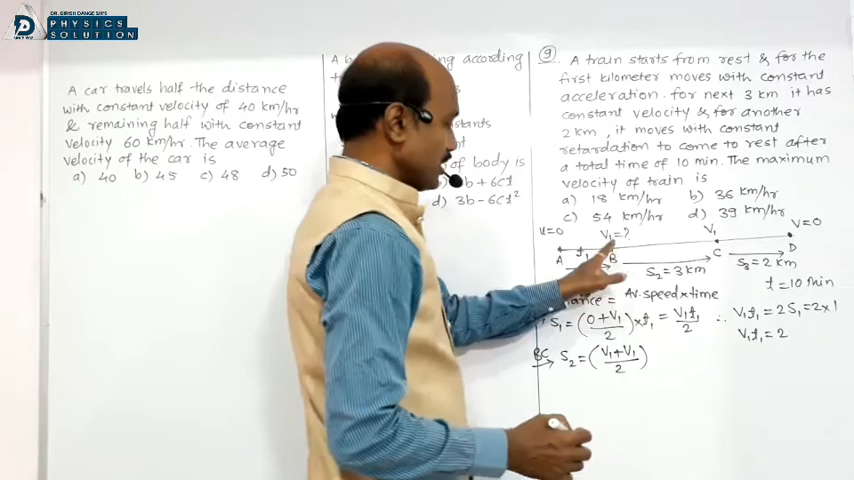 DR. GIRISH DANGE SIR'S
PHYSICS
SOLUTION
A car travels half the distance
with constant velocity of 40 km/hr
& remaining half with constant
velocity 60 km/hr. The average
velocity of the car is
a) 40 b) 45 c) 48 d) 50
A b ing according
of body is
b + 6ct
d) 3b - 6ct²
⑨ A train starts from rest & for the
first kilometer moves with constant
acceleration. for next 3 km it has
constant velocity & for another
2 km, it moves with constant
retardation to come to rest after
a total time of 10 min. The maximum
velocity of train is
a) 18 km/hr b) 36 km/hr
c) 54 km/hr d) 39 km/hr
u=0 V₁=? V₁ V=0
A t₁ B C D
S₂=3km S₃=2km
t=10 min
Av. speed×time
S₁=(0+V₁/2)×t₁ = V₁t₁/2 ∴ V₁t₁=2S₁=2×1
V₁t₁=2
BC S₂=(V₁+V₁/2)